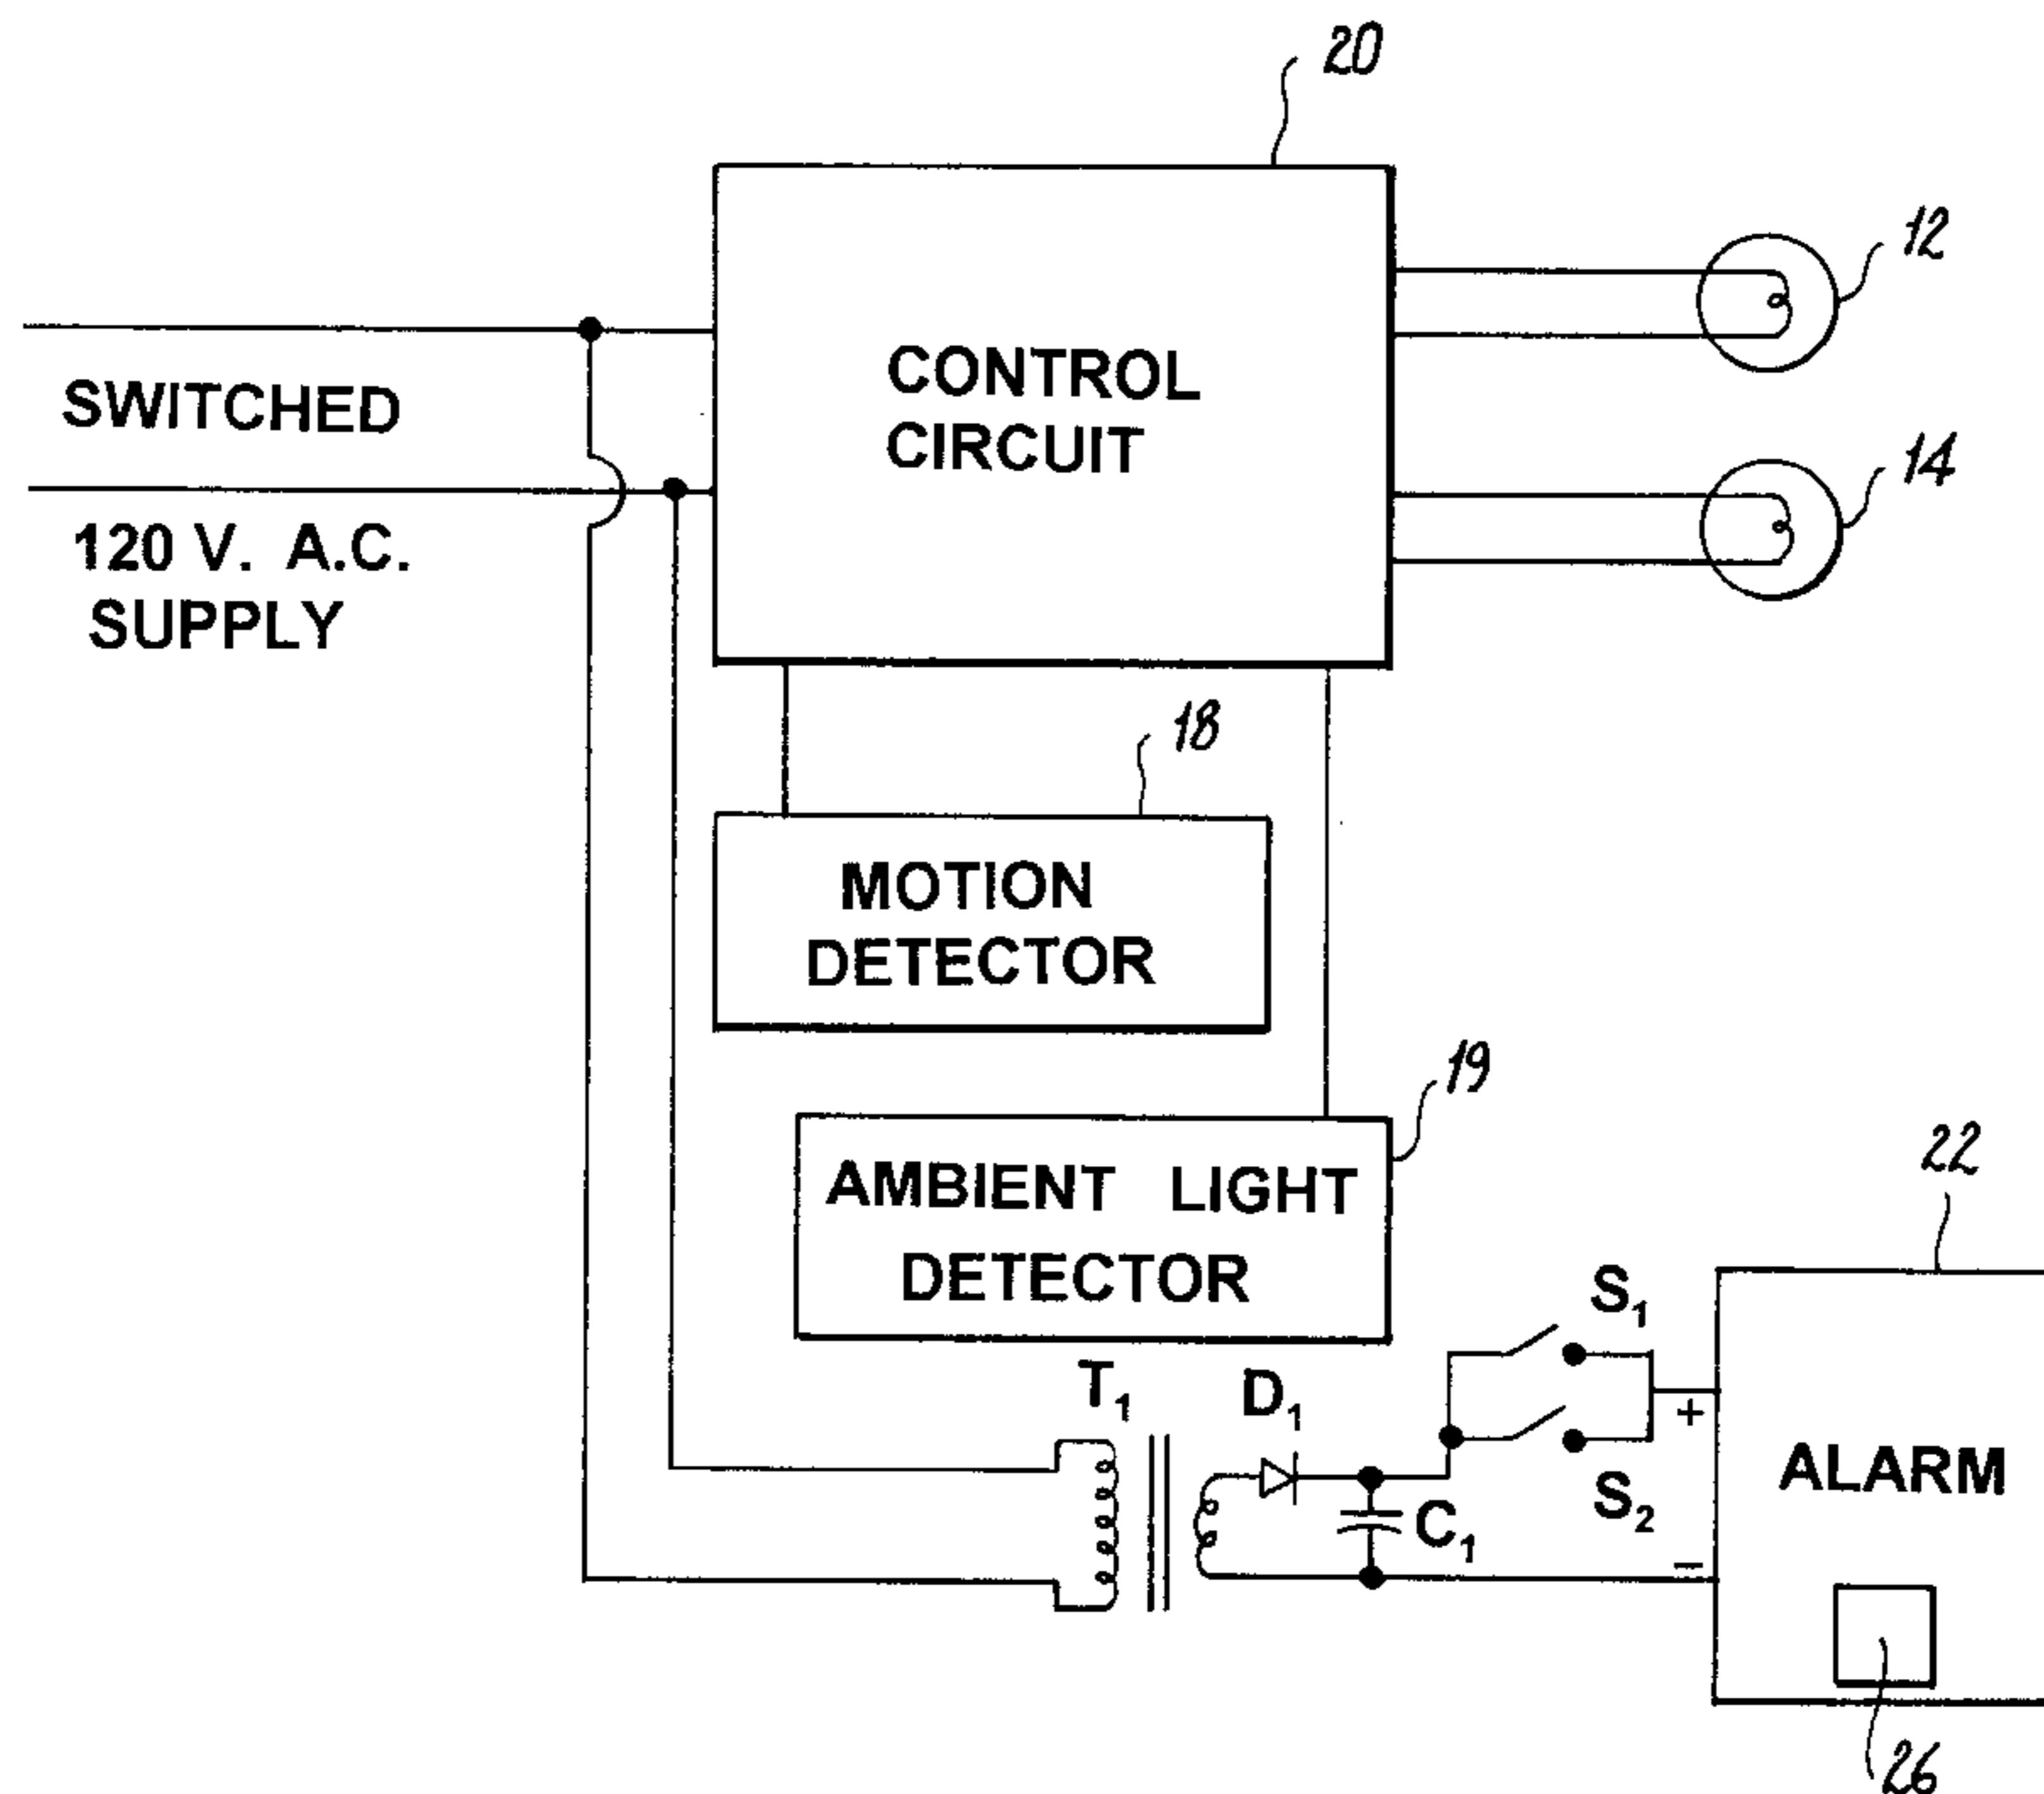 20
12
SWITCHED
CONTROL
CIRCUIT
14
120 V. A.C.
SUPPLY
18
MOTION
DETECTOR
19
AMBIENT LIGHT
DETECTOR
22
S₁
T₁
D₁
+
ALARM
S₂
C₁
−
26